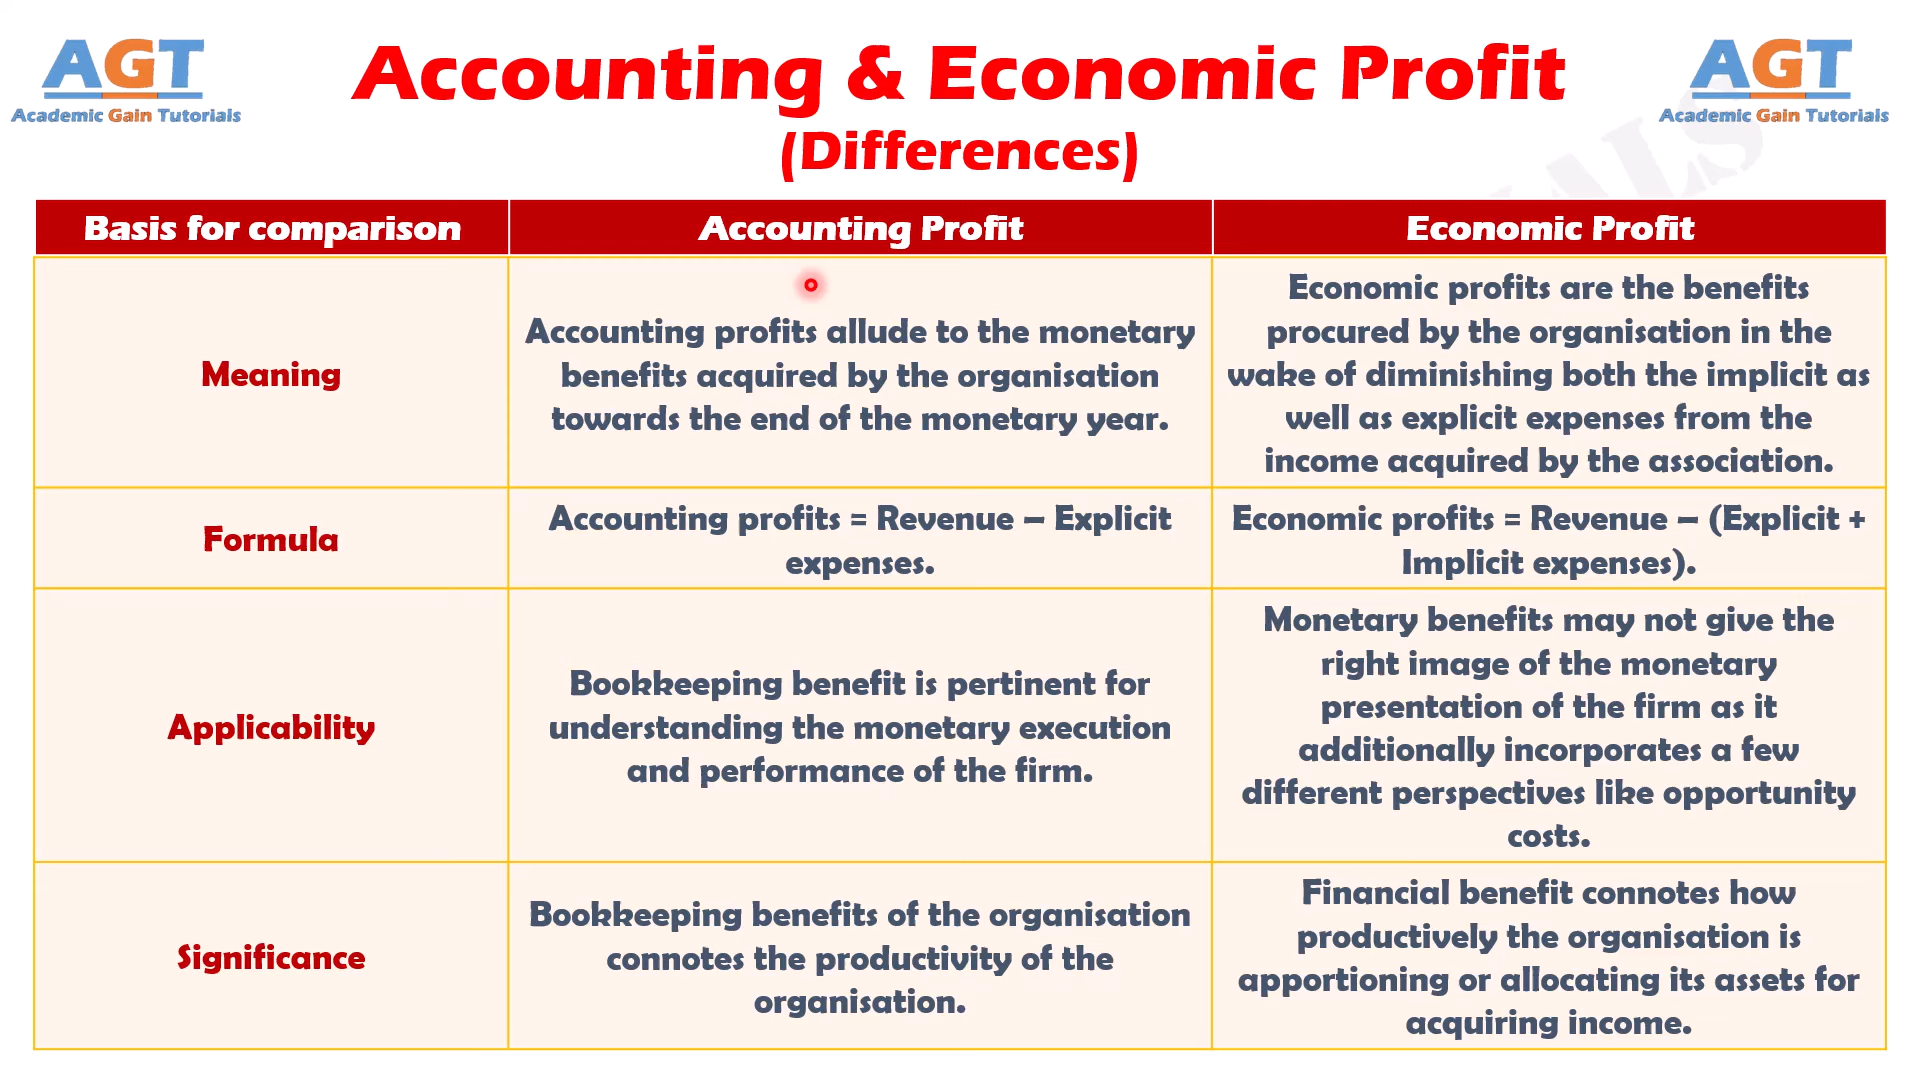 AGT
Academic Gain Tutorials
Accounting & Economic Profit
(Differences)
AGT
Academic Gain Tutorials
Basis for comparison
Accounting Profit
Economic Profit
Meaning
Accounting profits allude to the monetary
benefits acquired by the organisation
towards the end of the monetary year.
Economic profits are the benefits
procured by the organisation in the
wake of diminishing both the implicit as
well as explicit expenses from the
income acquired by the association.
Formula
Accounting profits = Revenue – Explicit
expenses.
Economic profits = Revenue – (Explicit +
Implicit expenses).
Applicability
Bookkeeping benefit is pertinent for
understanding the monetary execution
and performance of the firm.
Monetary benefits may not give the
right image of the monetary
presentation of the firm as it
additionally incorporates a few
different perspectives like opportunity
costs.
Significance
Bookkeeping benefits of the organisation
connotes the productivity of the
organisation.
Financial benefit connotes how
productively the organisation is
apportioning or allocating its assets for
acquiring income.